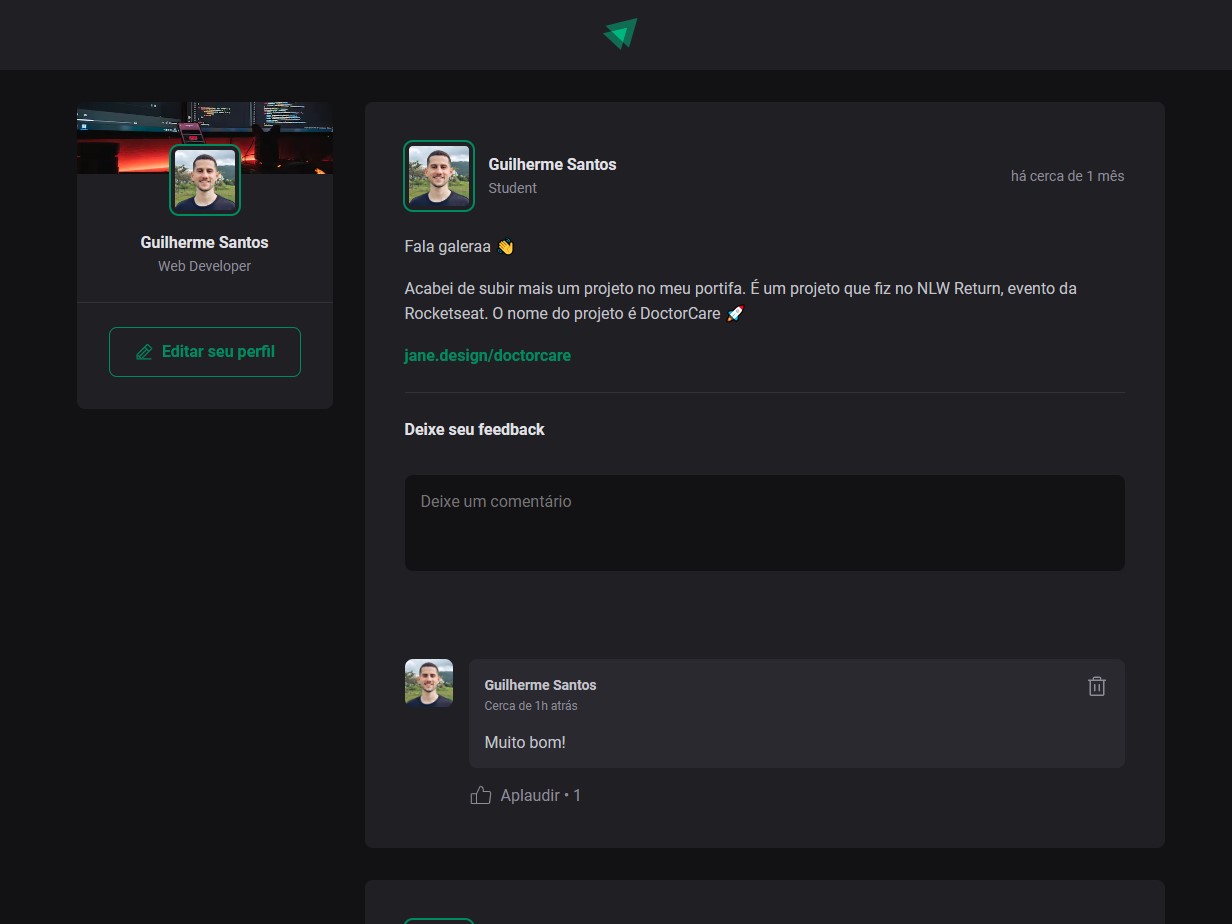 Guilherme Santos
Web Developer
Editar seu perfil
Guilherme Santos
Student
há cerca de 1 mês
Fala galeraa 👋
Acabei de subir mais um projeto no meu portifa. É um projeto que fiz no NLW Return, evento da
Rocketseat. O nome do projeto é DoctorCare 🚀
jane.design/doctorcare
Deixe seu feedback
Deixe um comentário
Guilherme Santos
Cerca de 1h atrás
Muito bom!
Aplaudir • 1